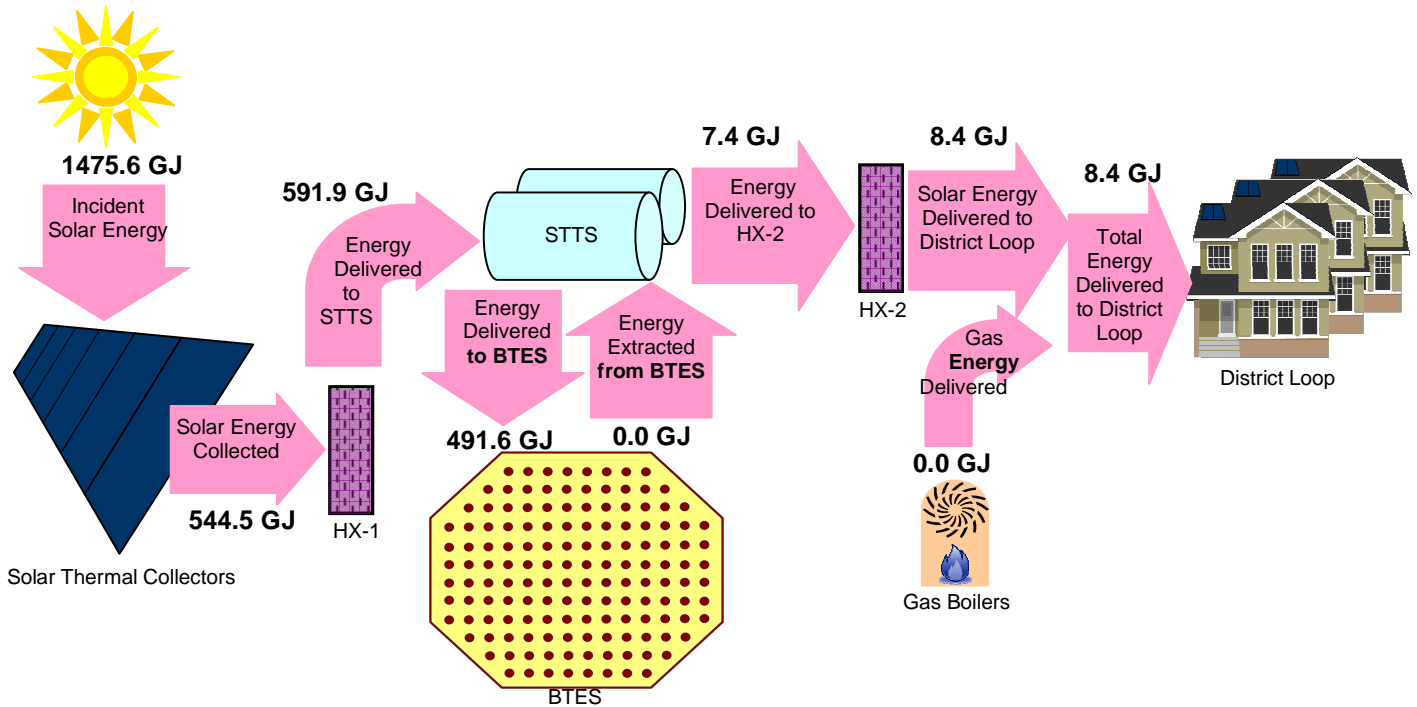 1475.6 GJ
Incident
Solar Energy
Solar Thermal Collectors
Solar Energy
Collected
544.5 GJ
HX-1
591.9 GJ
Energy
Delivered
to
STTS
STTS
Energy
Delivered
to BTES
491.6 GJ
Energy
Extracted
from BTES
0.0 GJ
BTES
7.4 GJ
Energy
Delivered to
HX-2
HX-2
8.4 GJ
Solar Energy
Delivered to
District Loop
Gas
Energy
Delivered
0.0 GJ
Gas Boilers
8.4 GJ
Total
Energy
Delivered
to District
Loop
District Loop